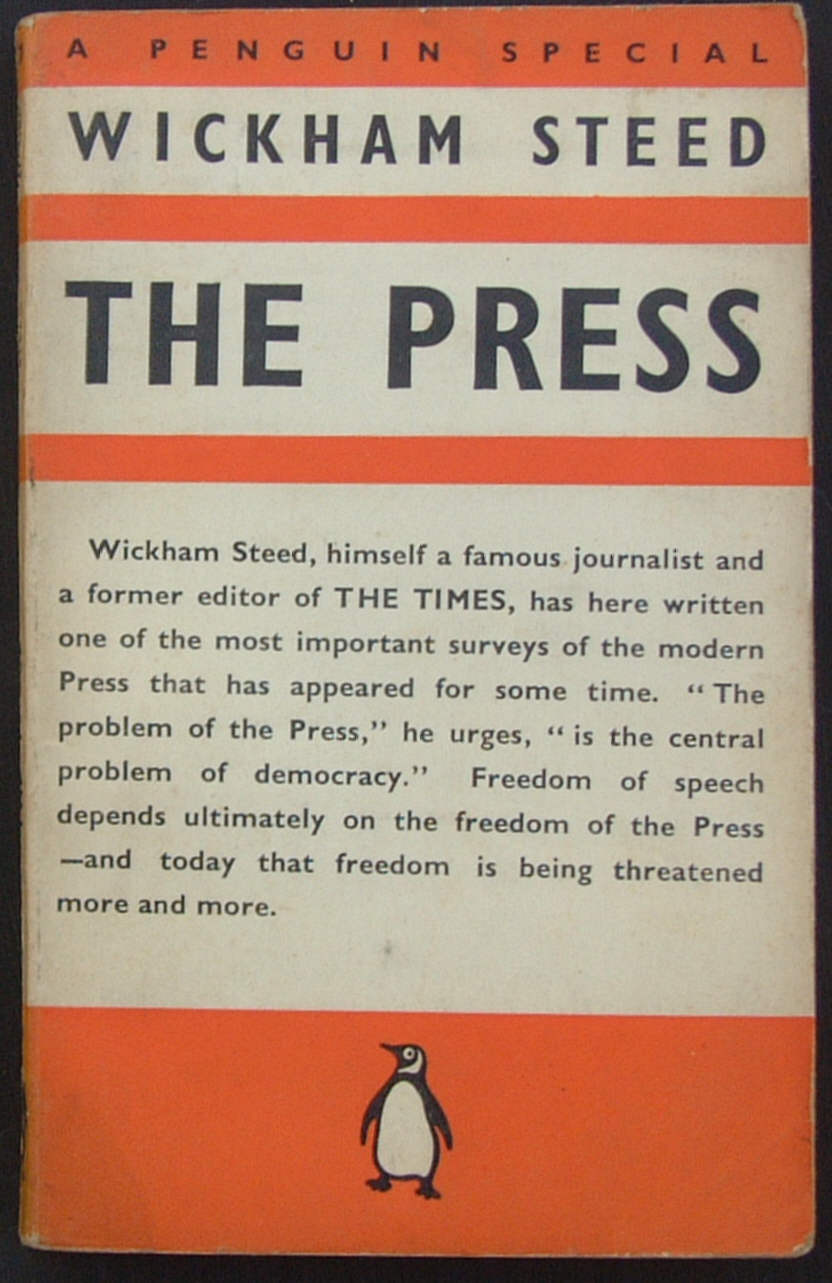 A PENGUIN SPECIAL
WICKHAM STEED
THE PRESS
Wickham Steed, himself a famous journalist and
a former editor of THE TIMES, has here written
one of the most important surveys of the modern
Press that has appeared for some time. “ The
problem of the Press,” he urges, “ is the central
problem of democracy.” Freedom of speech
depends ultimately on the freedom of the Press
—and today that freedom is being threatened
more and more.